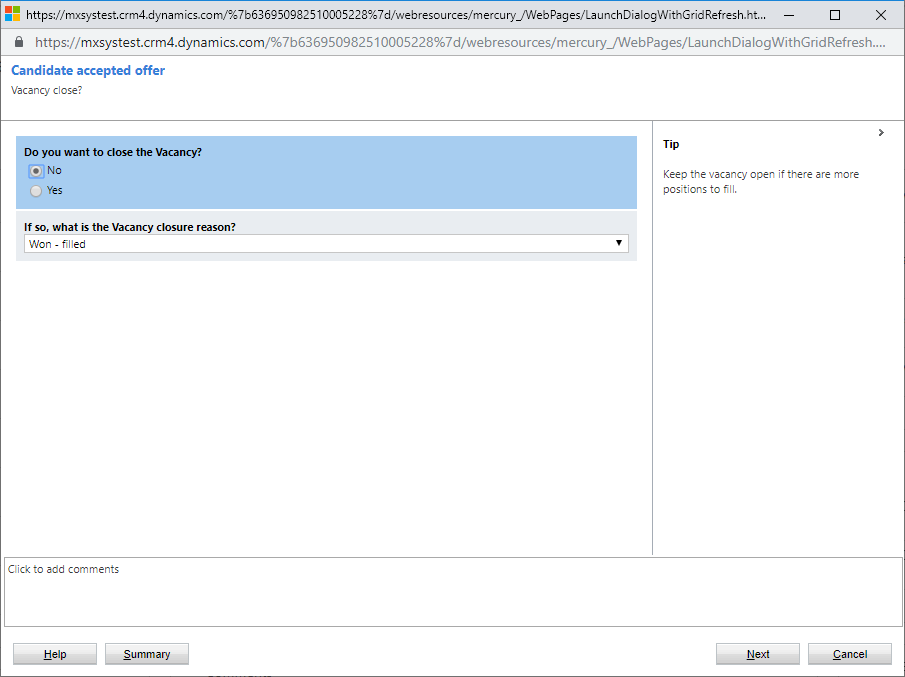 https://mxsystest.crm4.dynamics.com/%7b636950982510005228%7d/webresources/mercury_/WebPages/LaunchDialogWithGridRefresh.ht...
https://mxsystest.crm4.dynamics.com/%7b636950982510005228%7d/webresources/mercury_/WebPages/LaunchDialogWithGridRefresh....
Candidate accepted offer
Vacancy close?
Do you want to close the Vacancy?
No
Yes
If so, what is the Vacancy closure reason?
Won - filled
Tip
Keep the vacancy open if there are more
positions to fill.
Click to add comments
Help
Summary
Next
Cancel